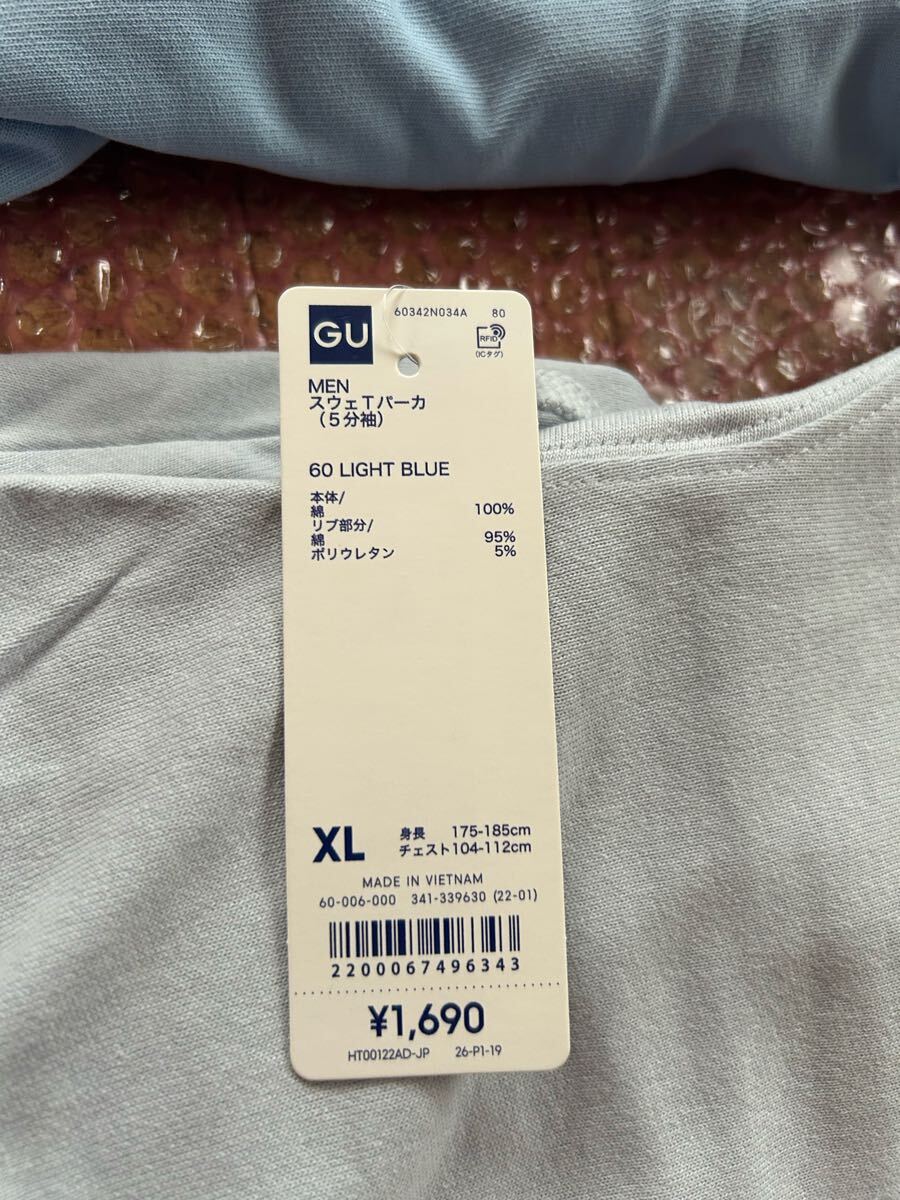 GU
60342N034A 80
RFID
(ICタグ)
MEN
スウェTパーカ
(5分袖)
60 LIGHT BLUE
本体/
綿 100%
リブ部分/
綿 95%
ポリウレタン 5%
XL
身長 175-185cm
チェスト104-112cm
MADE IN VIETNAM
60-006-000 341-339630 (22-01)
2200067496343
¥1,690
HT00122AD-JP 26-P1-19